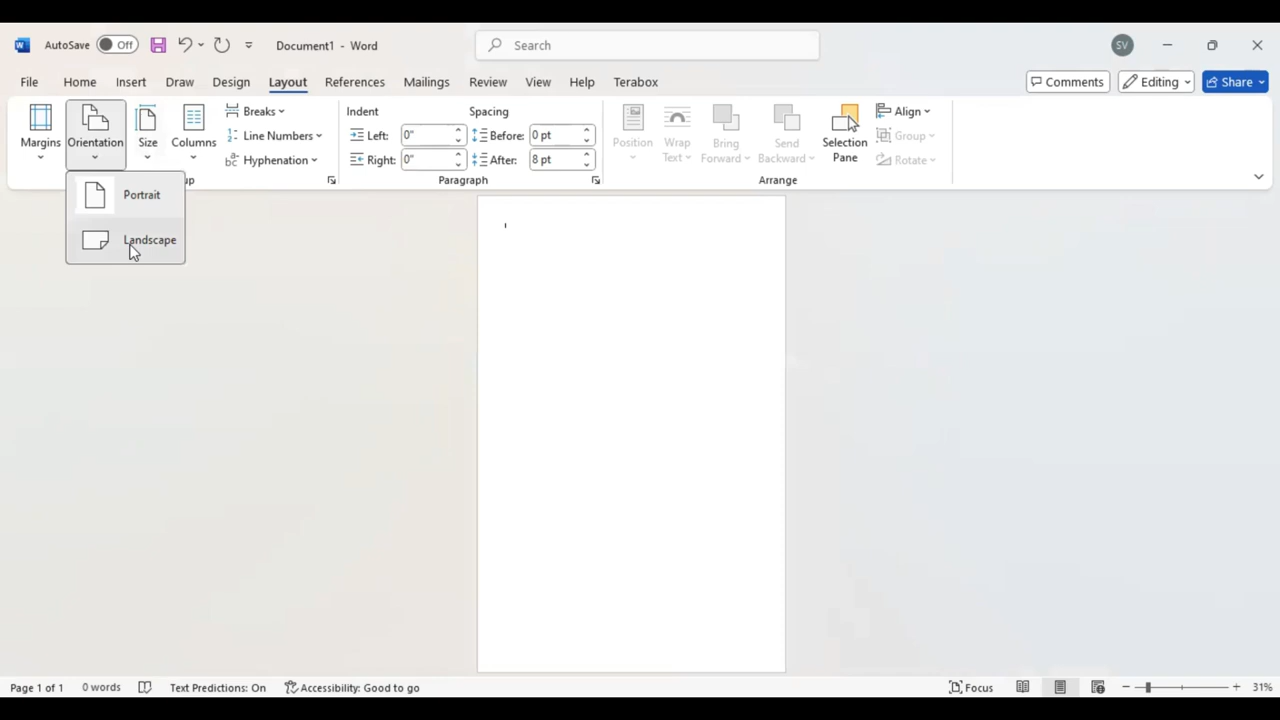 AutoSave Off Document1 - Word Search SV
File Home Insert Draw Design Layout References Mailings Review View Help Terabox Comments Editing Share
Margins Orientation Size Columns Breaks Line Numbers Hyphenation
Indent Spacing
Left: 0" Before: 0 pt
Right: 0" After: 8 pt
Paragraph
Position Wrap Text Bring Forward Send Backward Selection Pane Align Group Rotate
Arrange
Portrait
Landscape
Page 1 of 1 0 words Text Predictions: On Accessibility: Good to go Focus 31%